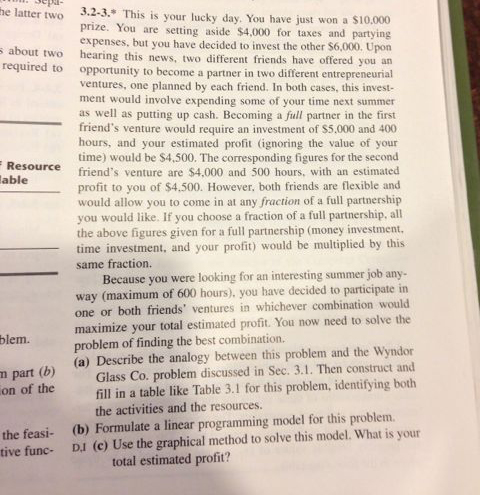 he latter two
s about two
required to
Resource
lable
blem.
m part (b)
ion of the
the feasi-
tive func-
3.2-3.* This is your lucky day. You have just won a $10,000
prize. You are setting aside $4,000 for taxes and partying
expenses, but you have decided to invest the other $6,000. Upon
hearing this news, two different friends have offered you an
opportunity to become a partner in two different entrepreneurial
ventures, one planned by each friend. In both cases, this invest-
ment would involve expending some of your time next summer
as well as putting up cash. Becoming a full partner in the first
friend's venture would require an investment of $5,000 and 400
hours, and your estimated profit (ignoring the value of your
time) would be $4,500. The corresponding figures for the second
friend's venture are $4,000 and 500 hours, with an estimated
profit to you of $4,500. However, both friends are flexible and
would allow you to come in at any fraction of a full partnership
you would like. If you choose a fraction of a full partnership, all
the above figures given for a full partnership (money investment,
time investment, and your profit) would be multiplied by this
same fraction.
Because you were looking for an interesting summer job any-
way (maximum of 600 hours), you have decided to participate in
one or both friends' ventures in whichever combination would
maximize your total estimated profit. You now need to solve the
problem of finding the best combination.
(a) Describe the analogy between this problem and the Wyndor
Glass Co. problem discussed in Sec. 3.1. Then construct and
fill in a table like Table 3.1 for this problem, identifying both
the activities and the resources.
(b) Formulate a linear programming model for this problem.
D,I (c) Use the graphical method to solve this model. What is your
total estimated profit?